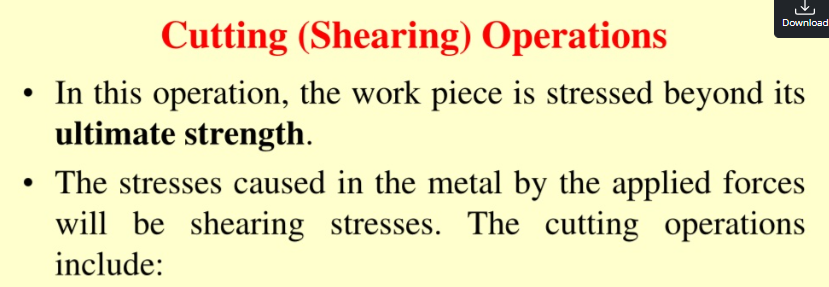 Download
Cutting (Shearing) Operations
• In this operation, the work piece is stressed beyond its
ultimate strength.
• The stresses caused in the metal by the applied forces
will be shearing stresses. The cutting operations
include: